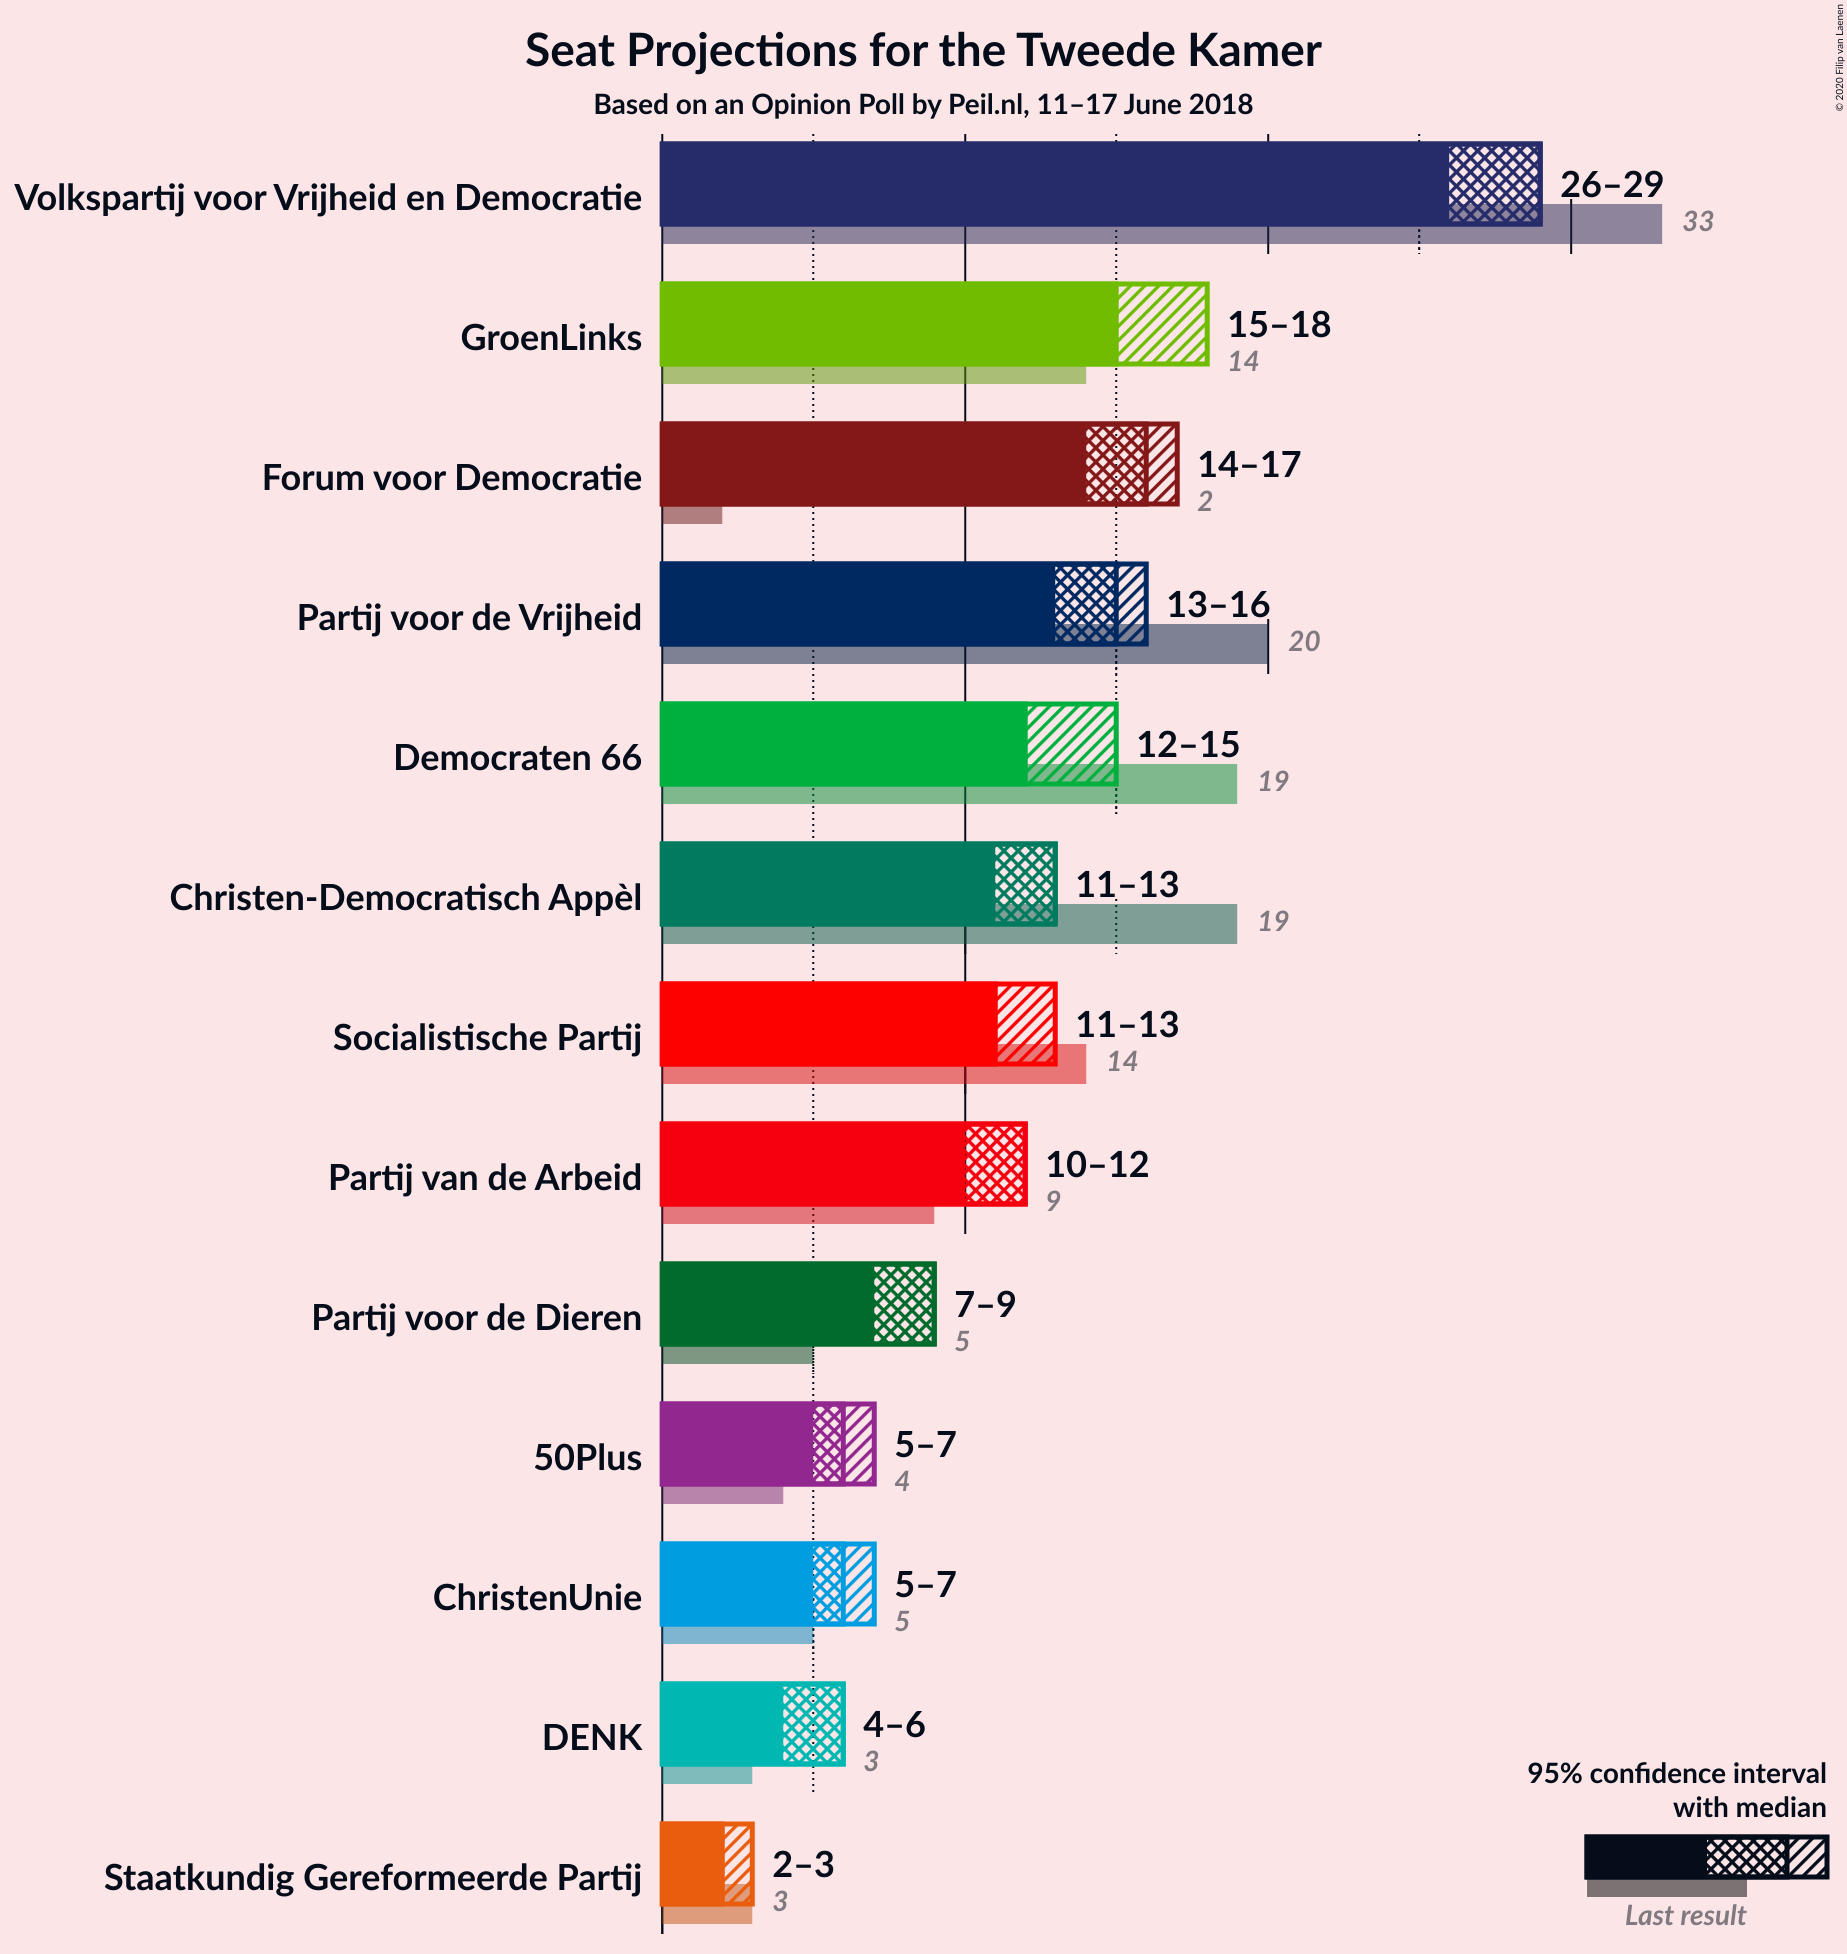 Seat Projections for the Tweede Kamer
Based on an Opinion Poll by Peil.nl, 11–17 June 2018
© 2020 Filip van Laenen
Volkspartij voor Vrijheid en Democratie
26–29
33
GroenLinks
15–18
14
Forum voor Democratie
14–17
2
Partij voor de Vrijheid
13–16
20
Democraten 66
12–15
19
Christen-Democratisch Appèl
11–13
19
Socialistische Partij
11–13
14
Partij van de Arbeid
10–12
9
Partij voor de Dieren
7–9
5
50Plus
5–7
4
ChristenUnie
5–7
5
DENK
4–6
3
Staatkundig Gereformeerde Partij
2–3
3
95% confidence interval
with median
Last result